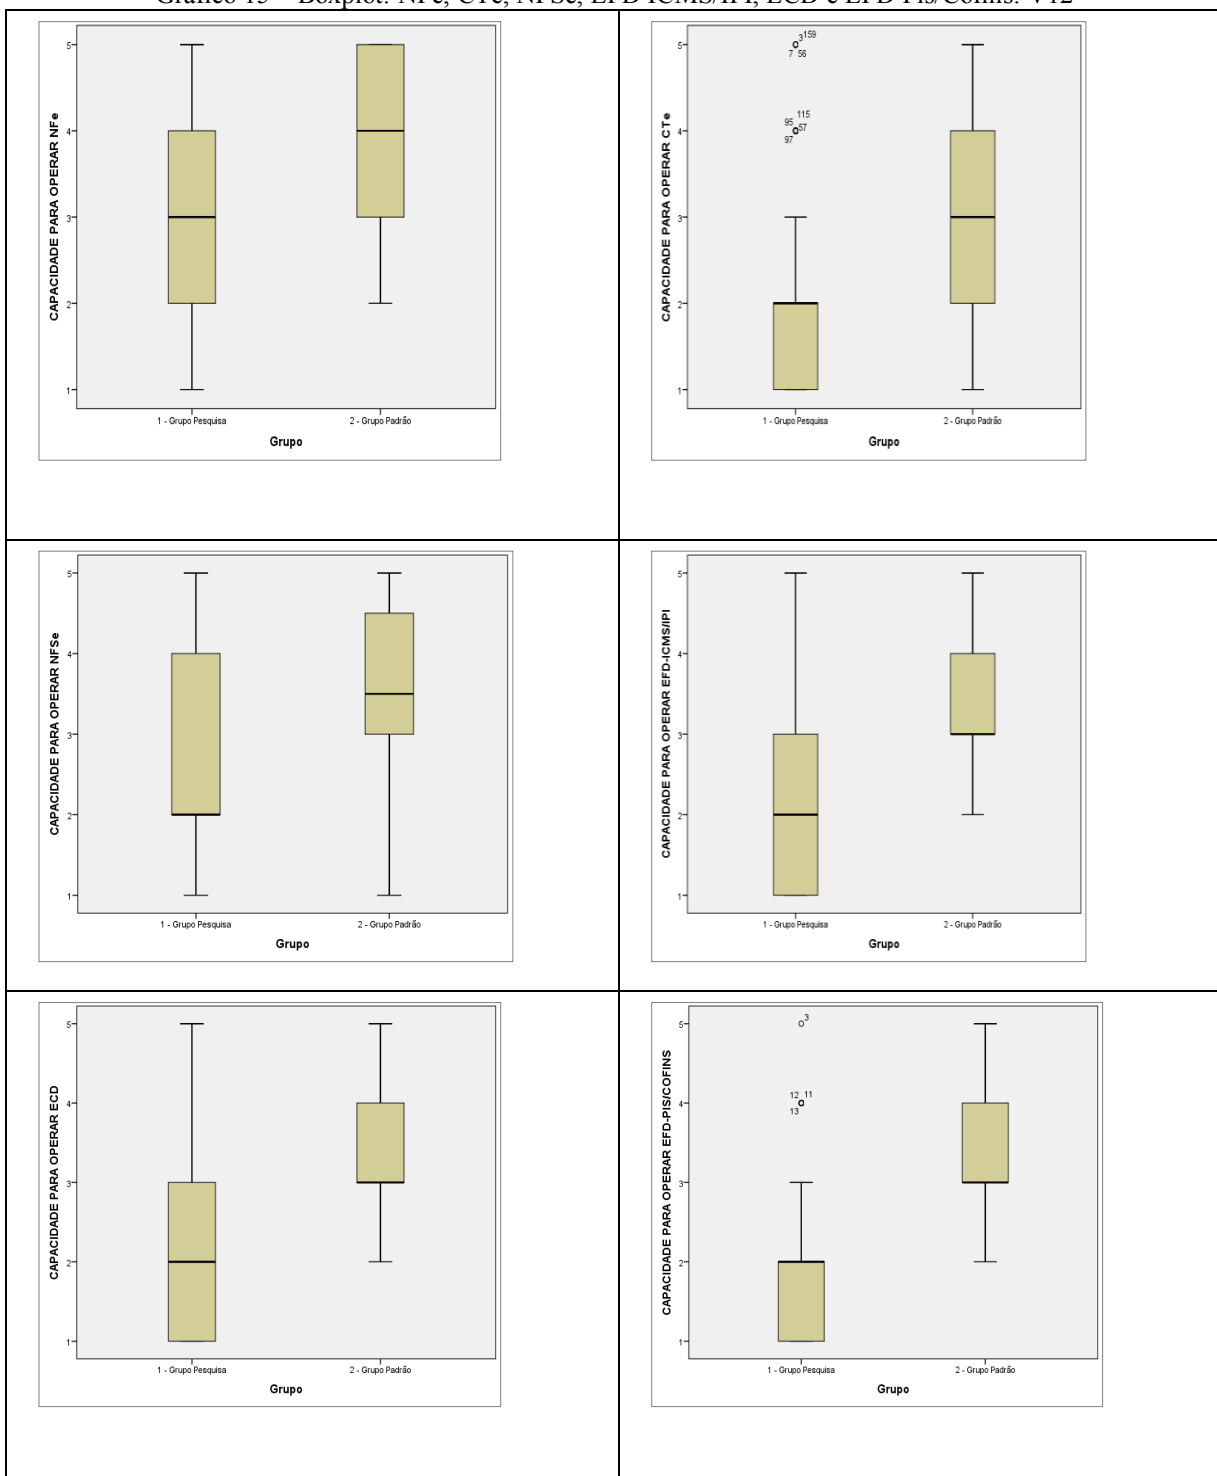 Gráfico 15 – Boxplot: NFe, CTe, NFSe, EFD ICMS/IPI, ECD e EFD Pis/Cofins. V12
CAPACIDADE PARA OPERAR NFe
5
4
3
2
1
1 - Grupo Pesquisa 2 - Grupo Padrão
Grupo
CAPACIDADE PARA OPERAR CTe
5
4
3
2
1
3 159
7 56
115
95 57
97
1 - Grupo Pesquisa 2 - Grupo Padrão
Grupo
CAPACIDADE PARA OPERAR NFSe
5
4
3
2
1
1 - Grupo Pesquisa 2 - Grupo Padrão
Grupo
CAPACIDADE PARA OPERAR EFD-ICMS/IPI
5
4
3
2
1
1 - Grupo Pesquisa 2 - Grupo Padrão
Grupo
CAPACIDADE PARA OPERAR ECD
5
4
3
2
1
1 - Grupo Pesquisa 2 - Grupo Padrão
Grupo
CAPACIDADE PARA OPERAR EFD-PIS/COFINS
5
4
3
2
1
3
12 11
13
1 - Grupo Pesquisa 2 - Grupo Padrão
Grupo